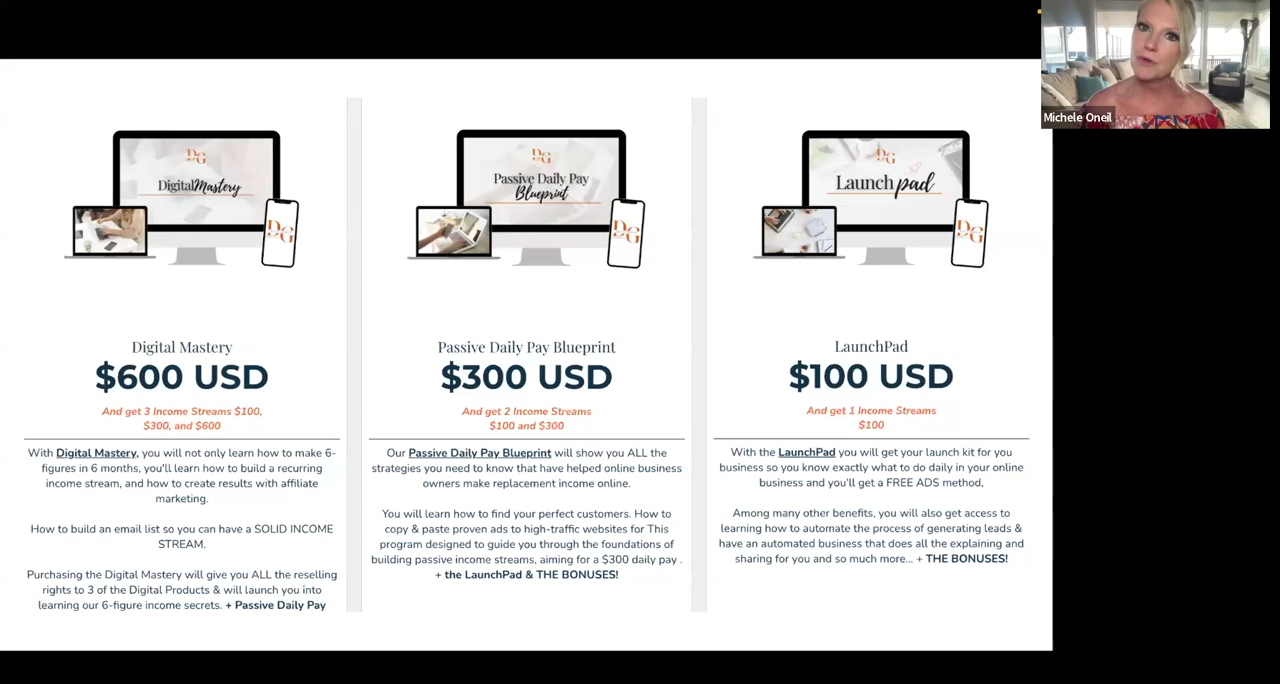 Michele Oneil
DG
DigitalMastery
DG
Digital Mastery
$600 USD
And get 3 Income Streams $100,
$300, and $600
With Digital Mastery, you will not only learn how to make 6-
figures in 6 months, you'll learn how to build a recurring
income stream, and how to create results with affiliate
marketing.
How to build an email list so you can have a SOLID INCOME
STREAM.
Purchasing the Digital Mastery will give you ALL the reselling
rights to 3 of the Digital Products & will launch you into
learning our 6-figure income secrets. + Passive Daily Pay
DG
Passive Daily Pay
Blueprint
DG
Passive Daily Pay Blueprint
$300 USD
And get 2 Income Streams
$100 and $300
Our Passive Daily Pay Blueprint will show you ALL the
strategies you need to know that have helped online business
owners make replacement income online.
You will learn how to find your perfect customers. How to
copy & paste proven ads to high-traffic websites for This
program designed to guide you through the foundations of
building passive income streams, aiming for a $300 daily pay .
+ the LaunchPad & THE BONUSES!
DG
Launch pad
DG
LaunchPad
$100 USD
And get 1 Income Streams
$100
With the LaunchPad you will get your launch kit for you
business so you know exactly what to do daily in your online
business and you'll get a FREE ADS method,
Among many other benefits, you will also get access to
learning how to automate the process of generating leads &
have an automated business that does all the explaining and
sharing for you and so much more... + THE BONUSES!